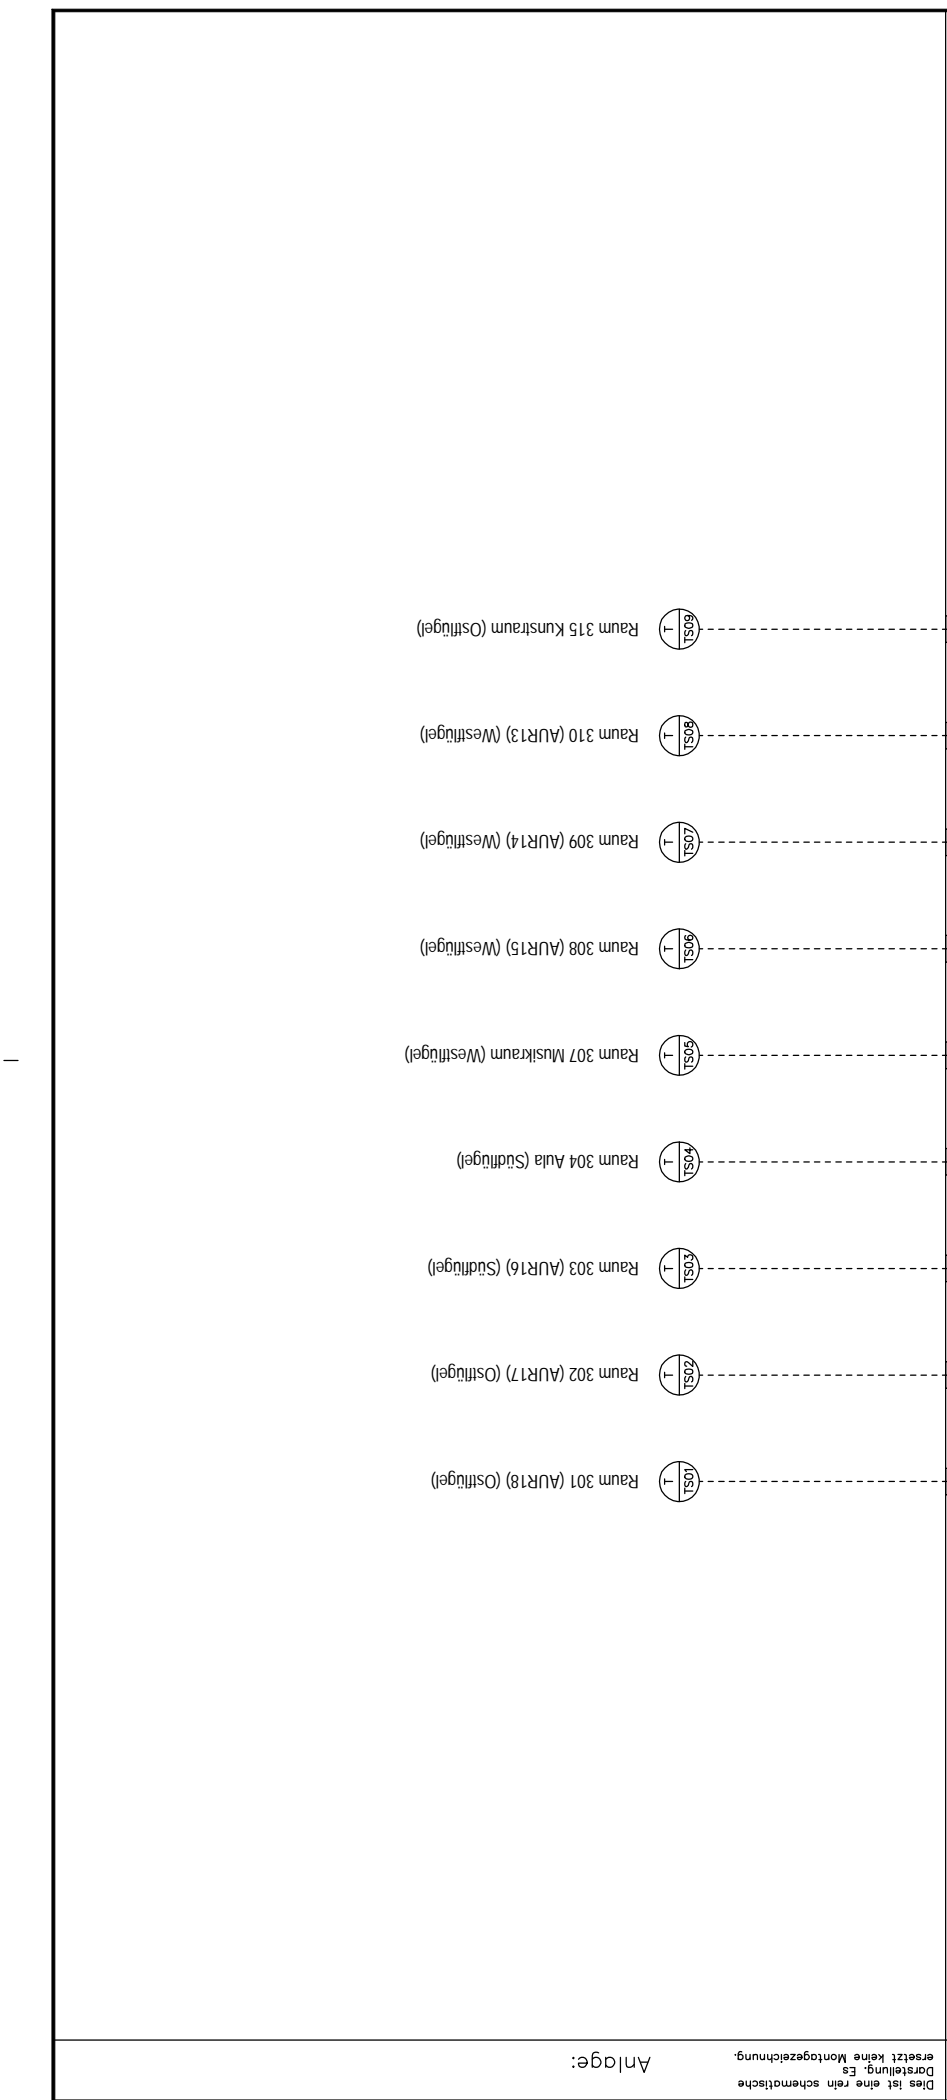 Dies ist eine rein schematische
Darstellung. Es
ersetzt keine Montagezeichnung.
Anlage:
T
TS01
Raum 301 (AUR18) (Ostflügel)
T
TS02
Raum 302 (AUR17) (Ostflügel)
T
TS03
Raum 303 (AUR16) (Südflügel)
T
TS04
Raum 304 Aula (Südflügel)
T
TS05
Raum 307 Musikraum (Westflügel)
T
TS06
Raum 308 (AUR15) (Westflügel)
T
TS07
Raum 309 (AUR14) (Westflügel)
T
TS08
Raum 310 (AUR13) (Westflügel)
T
TS09
Raum 315 Kunstraum (Ostflügel)